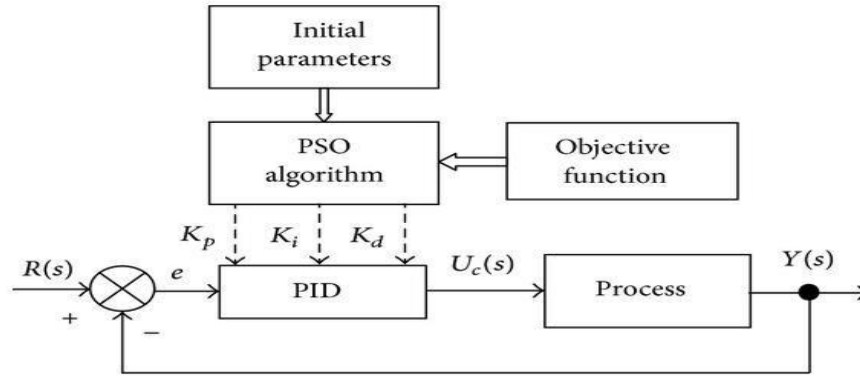 Initial
parameters
PSO
algorithm
Objective
function
K_p
K_i
K_d
R(s)
e
U_c(s)
Y(s)
PID
Process
+
−